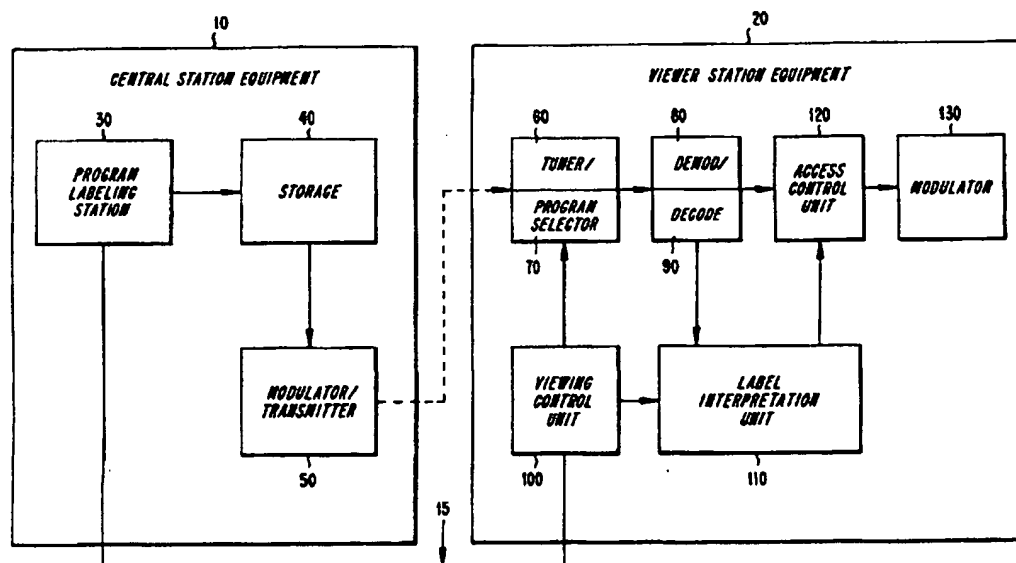 10
20
CENTRAL STATION EQUIPMENT
VIEWER STATION EQUIPMENT
30
40
60
80
120
130
PROGRAM
LABELING
STATION
STORAGE
TUNER/
PROGRAM
SELECTOR
DEMOD/
DECODE
ACCESS
CONTROL
UNIT
MODULATOR
70
90
MODULATOR/
TRANSMITTER
VIEWING
CONTROL
UNIT
LABEL
INTERPRETATION
UNIT
50
100
110
15